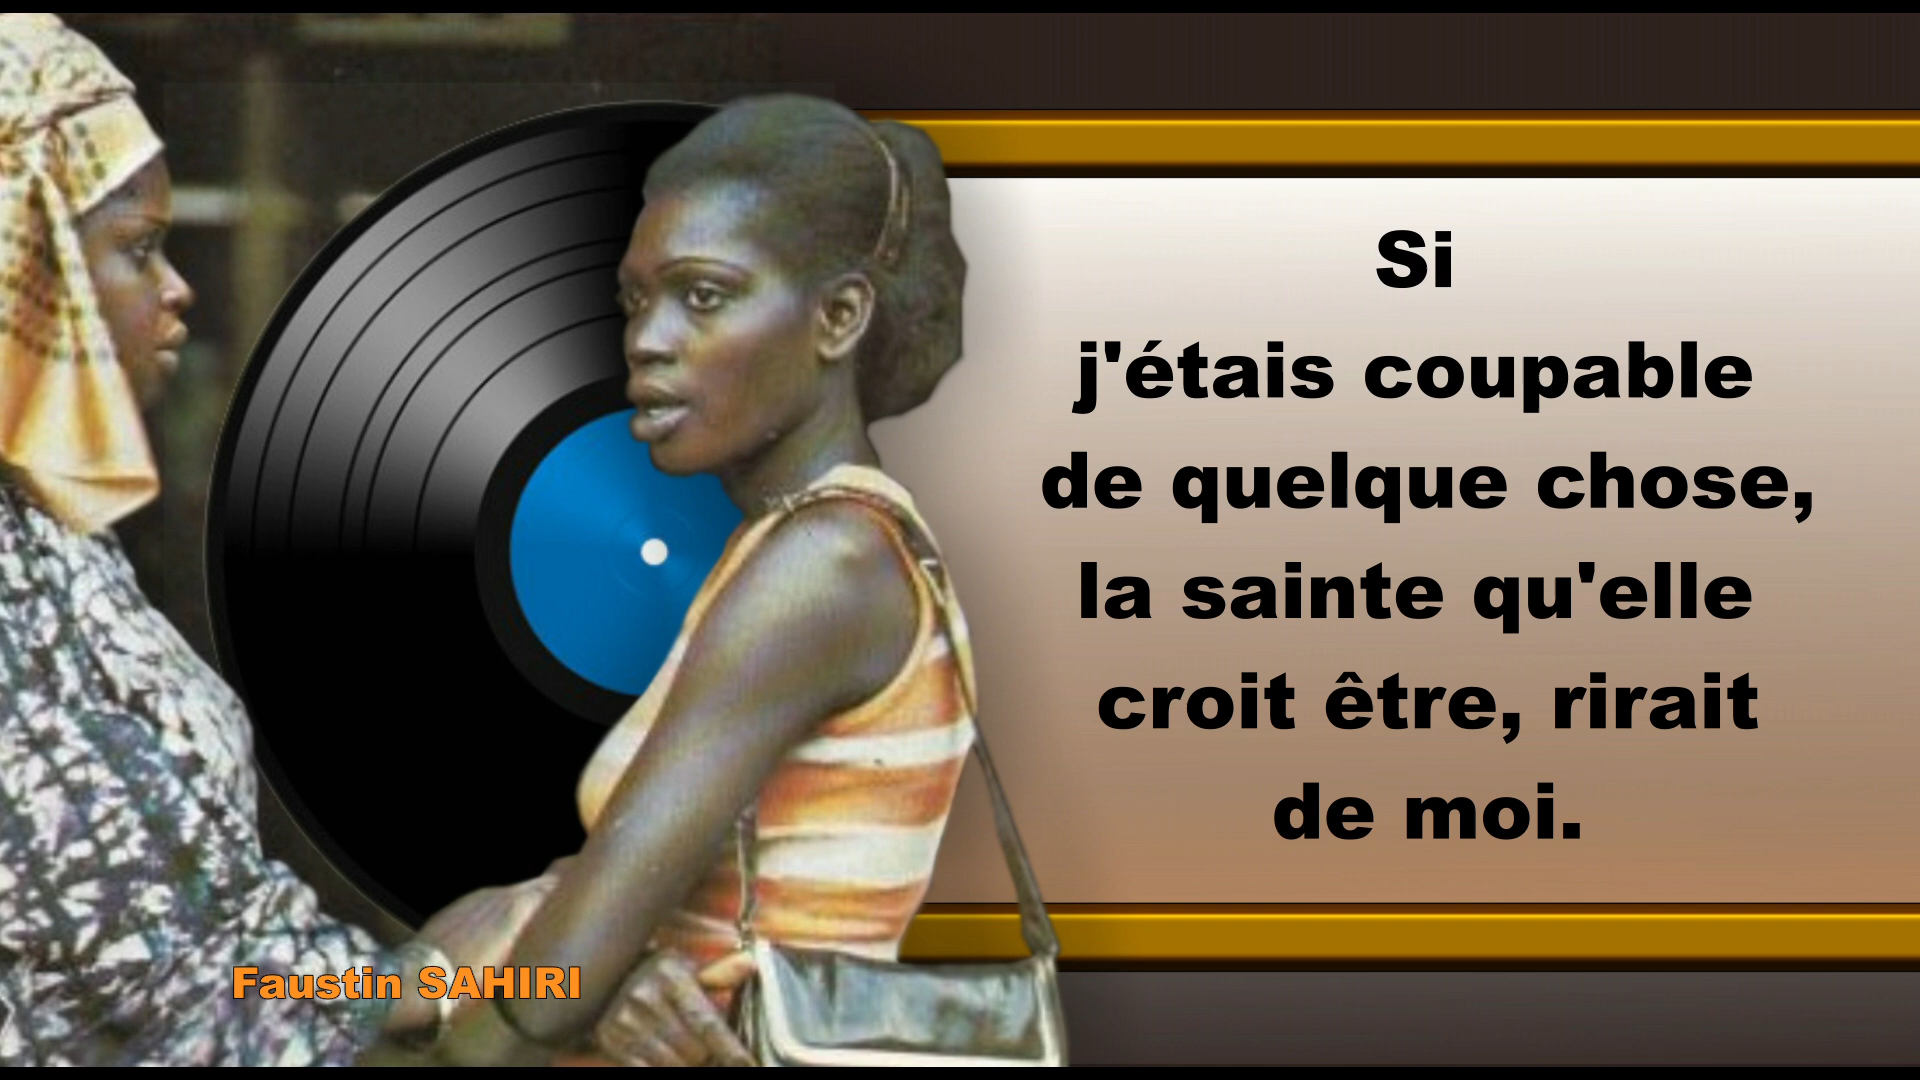 Si
j'étais coupable
de quelque chose,
la sainte qu'elle
croit être, rirait
de moi.
Faustin SAHIRI